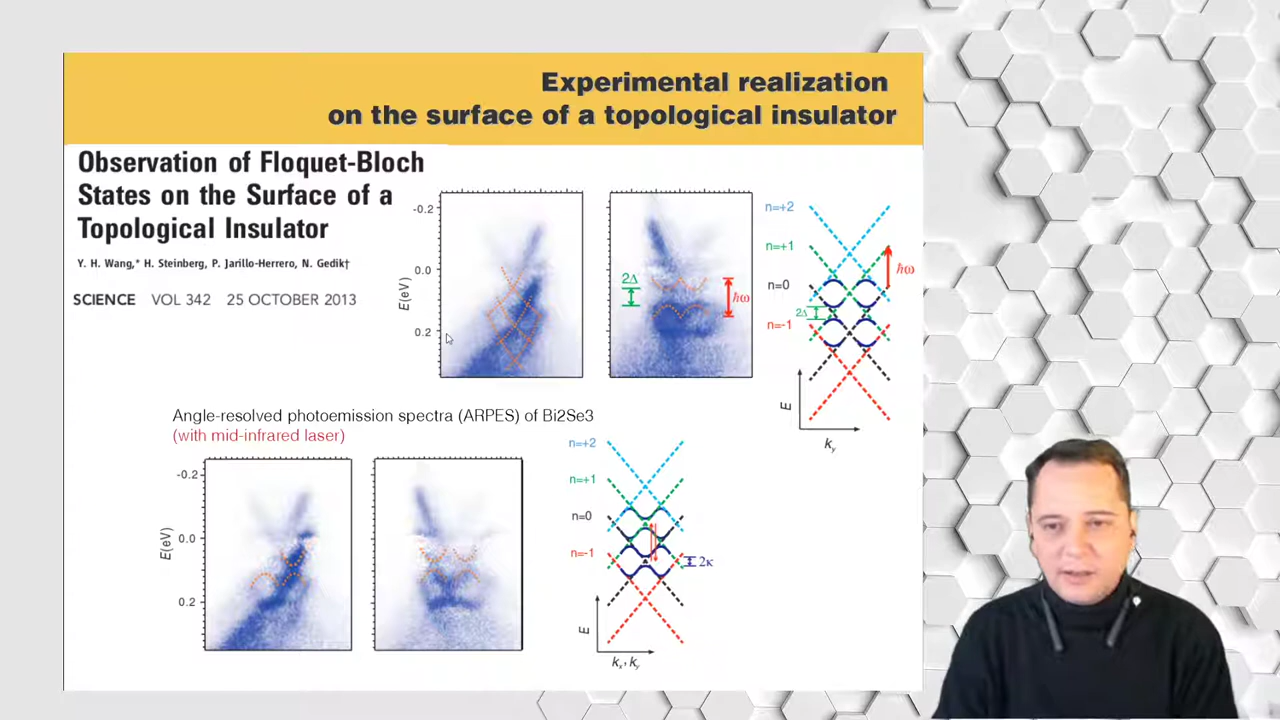 Experimental realization
on the surface of a topological insulator
Observation of Floquet-Bloch
States on the Surface of a
Topological Insulator
Y. H. Wang,* H. Steinberg, P. Jarillo-Herrero, N. Gedik†
SCIENCE VOL 342 25 OCTOBER 2013
-0.2
0.0
0.2
E(eV)
2Δ
ħω
n=+2
n=+1
n=0
n=-1
2Δ
ħω
E
ky
Angle-resolved photoemission spectra (ARPES) of Bi2Se3
(with mid-infrared laser)
-0.2
0.0
0.2
E(eV)
n=+2
n=+1
n=0
n=-1
2κ
E
kx, ky